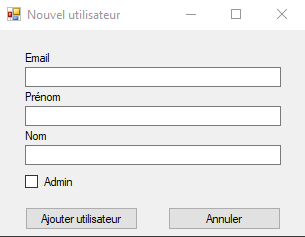 Nouvel utilisateur
Email
Prénom
Nom
Admin
Ajouter utilisateur
Annuler